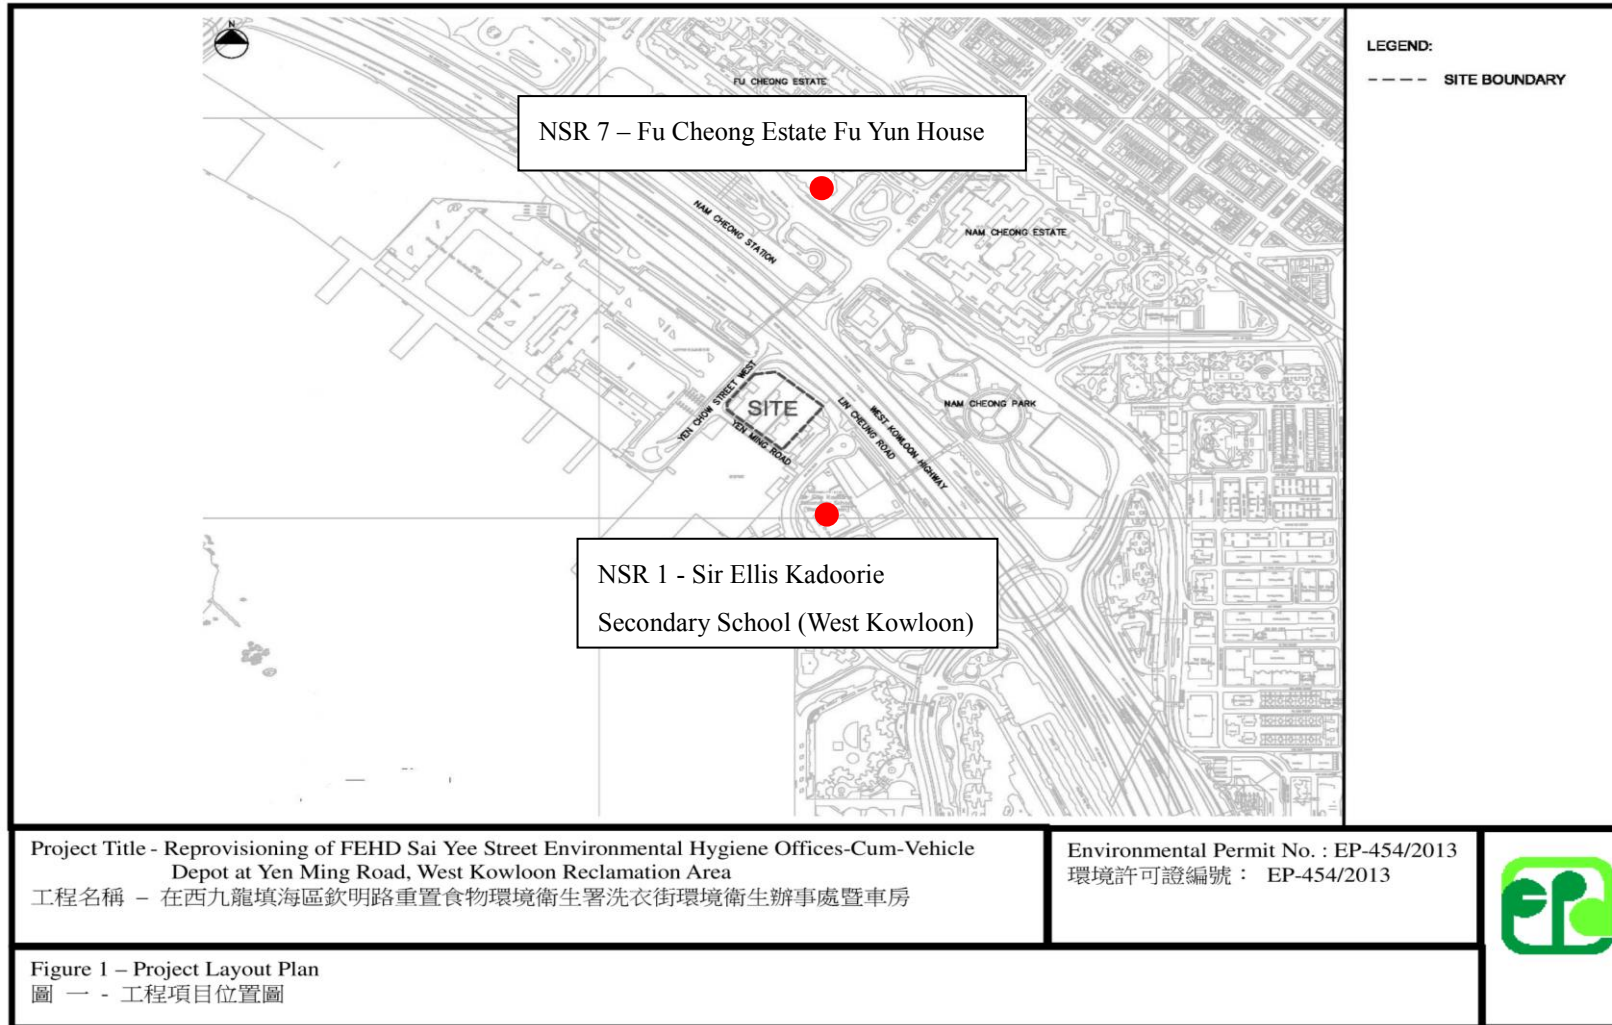 N
LEGEND:
SITE BOUNDARY
FU CHEONG ESTATE
NSR 7 – Fu Cheong Estate Fu Yun House
NAM CHEONG STATION
NAM CHEONG ESTATE
YEN CHOW STREET WEST
SITE
YEN MING ROAD
LIN CHEUNG ROAD
WEST KOWLOON HIGHWAY
NAM CHEONG PARK
NSR 1 - Sir Ellis Kadoorie
Secondary School (West Kowloon)
Project Title - Reprovisioning of FEHD Sai Yee Street Environmental Hygiene Offices-Cum-Vehicle
Depot at Yen Ming Road, West Kowloon Reclamation Area
工程名稱 – 在西九龍填海區欽明路重置食物環境衛生署洗衣街環境衛生辦事處暨車房
Environmental Permit No. : EP-454/2013
環境許可證編號： EP-454/2013
Figure 1 – Project Layout Plan
圖 一 - 工程項目位置圖